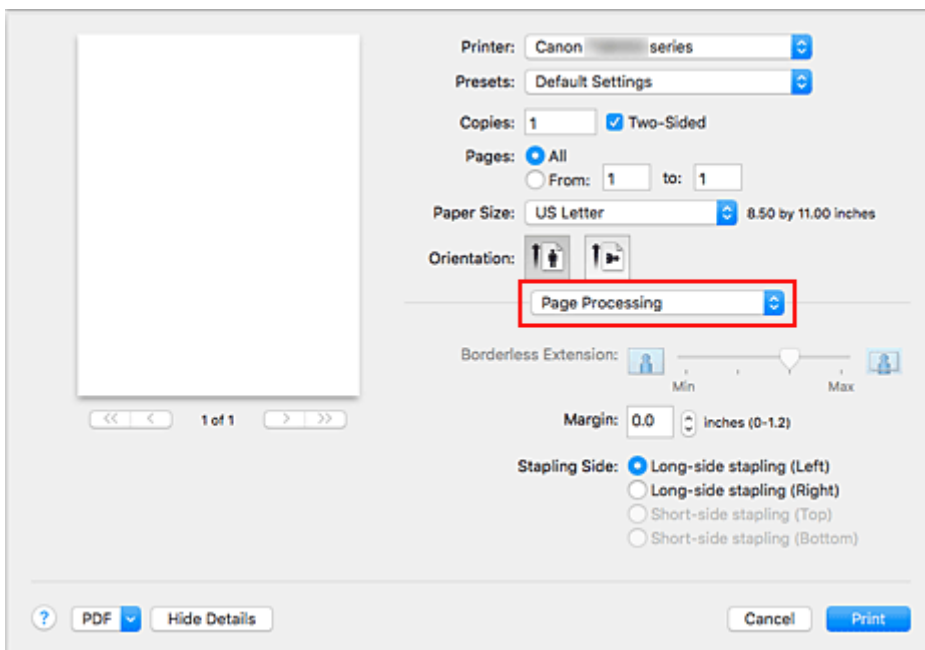 Printer: Canon series
Presets: Default Settings
Copies: 1 Two-Sided
Pages: All
From: 1 to: 1
Paper Size: US Letter 8.50 by 11.00 inches
Orientation:
Page Processing
Borderless Extension:
Min Max
<< < 1 of 1 > >>
Margin: 0.0 inches (0-1.2)
Stapling Side: Long-side stapling (Left)
Long-side stapling (Right)
Short-side stapling (Top)
Short-side stapling (Bottom)
? PDF Hide Details Cancel Print